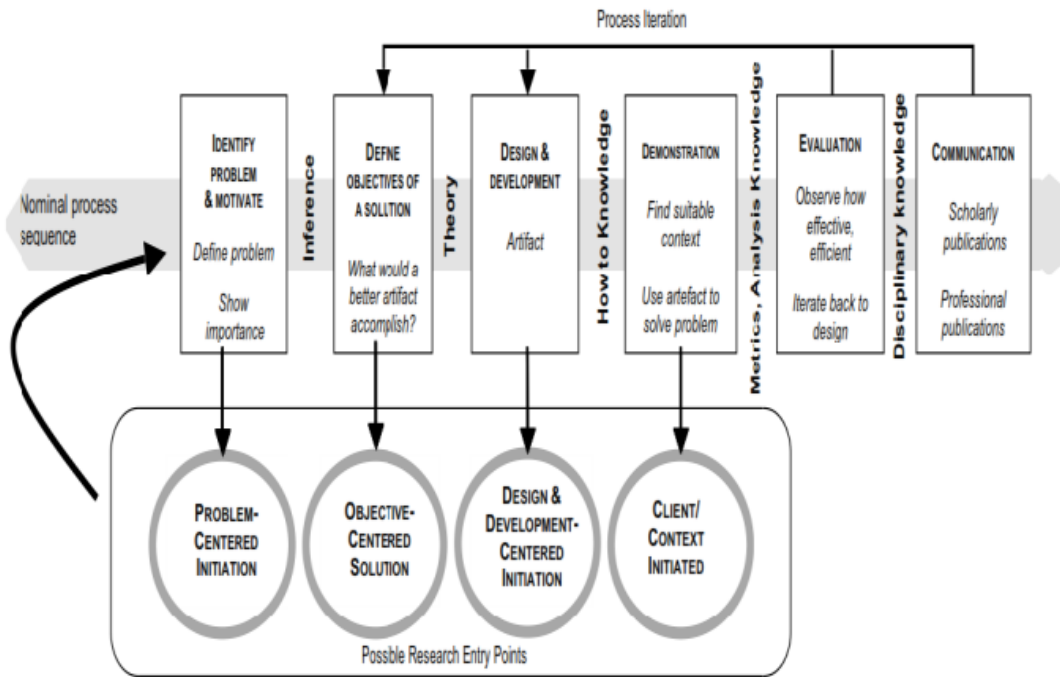 Process Iteration
Nominal process
sequence
IDENTIFY
PROBLEM
& MOTIVATE
Define problem
Show
importance
Inference
DEFINE
OBJECTIVES OF
A SOLUTION
What would a
better artifact
accomplish?
Theory
DESIGN &
DEVELOPMENT
Artifact
How to Knowledge
DEMONSTRATION
Find suitable
context
Use artefact to
solve problem
Metrics, Analysis Knowledge
EVALUATION
Observe how
effective,
efficient
Iterate back to
design
Disciplinary knowledge
COMMUNICATION
Scholarly
publications
Professional
publications
PROBLEM-
CENTERED
INITIATION
OBJECTIVE-
CENTERED
SOLUTION
DESIGN &
DEVELOPMENT-
CENTERED
INITIATION
CLIENT/
CONTEXT
INITIATED
Possible Research Entry Points